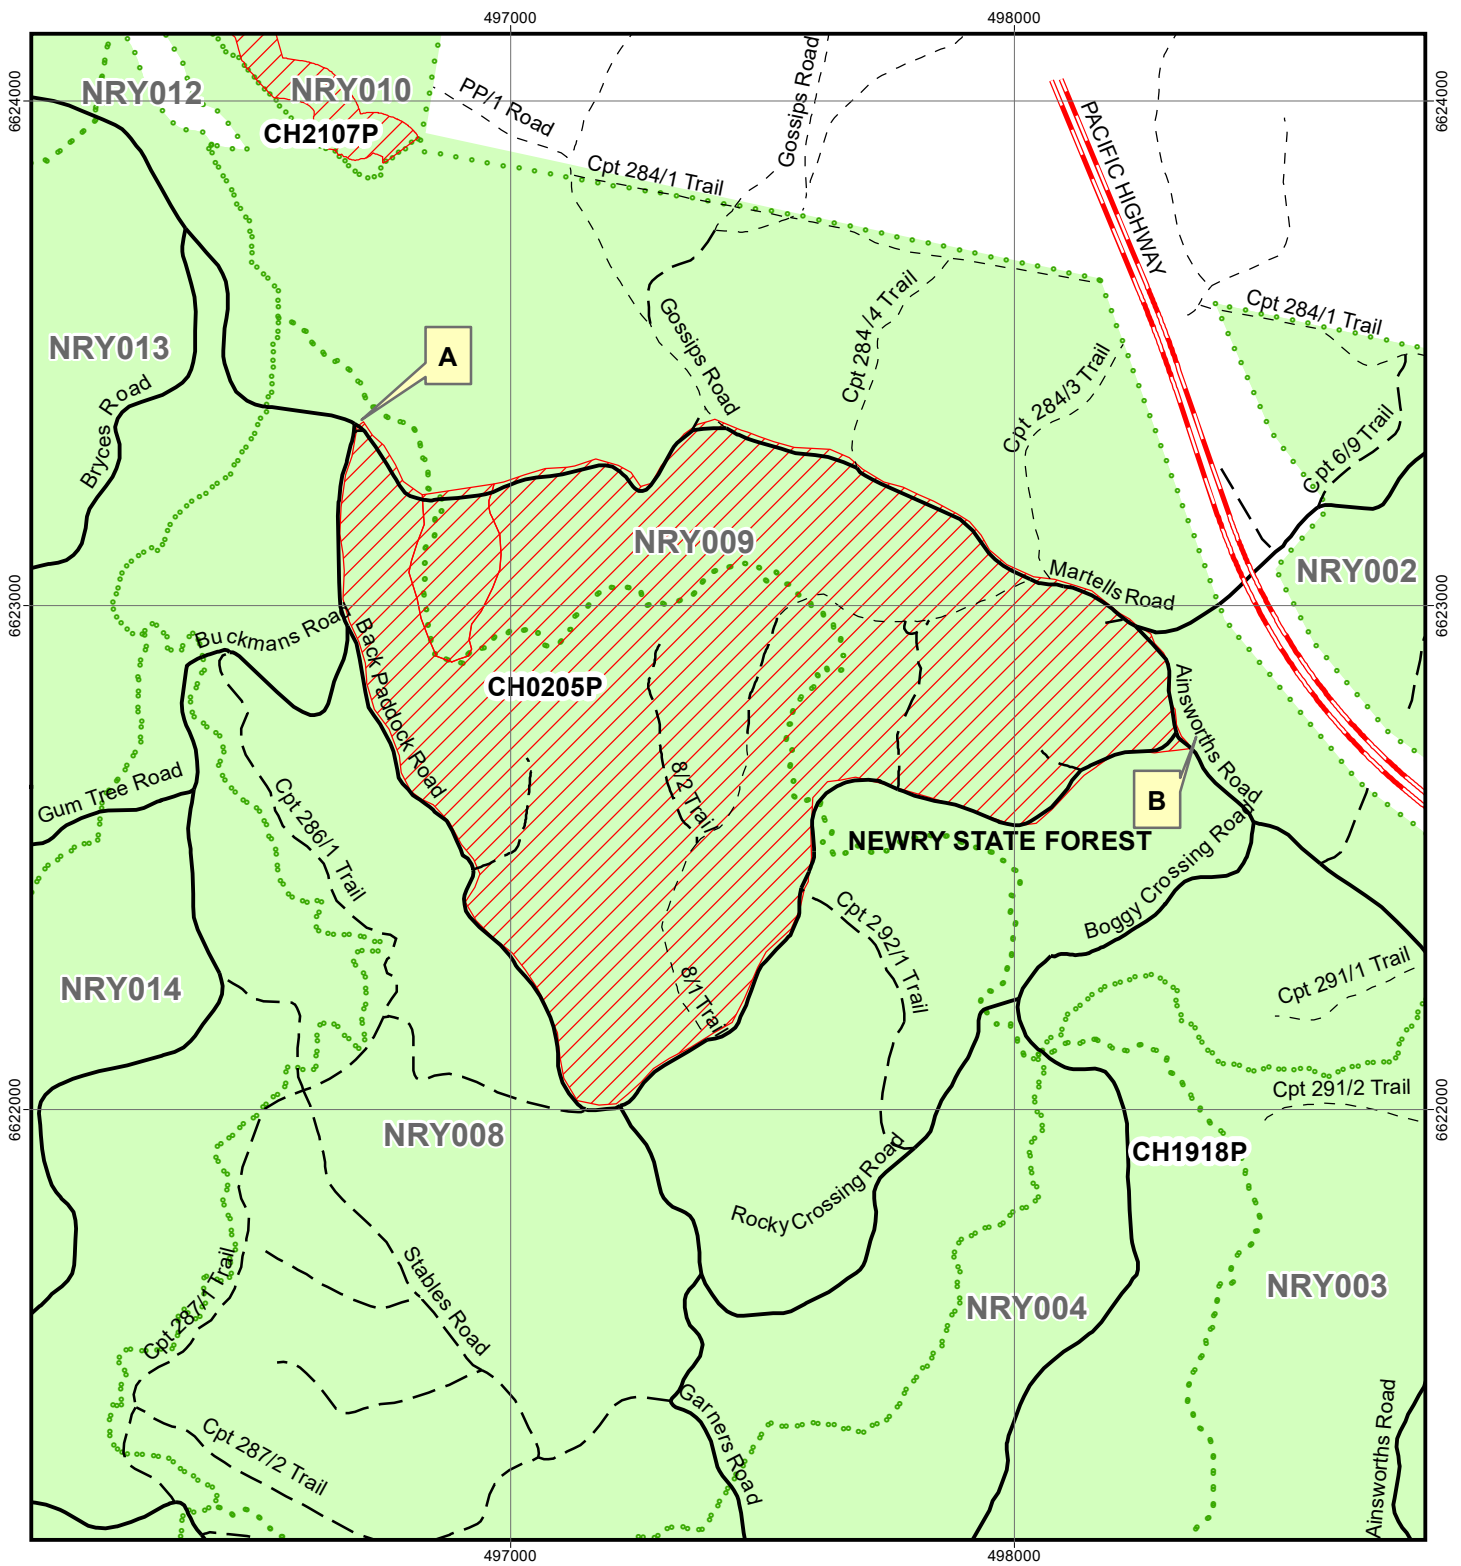 497000
498000
6624000
6624000
NRY012
NRY010
CH2107P
PP/1 Road
Gossips Road
Cpt 284/1 Trail
PACIFIC HIGHWAY
NRY013
A
Gossips Road
Cpt 284/4 Trail
Cpt 284/3 Trail
Cpt 284/1 Trail
Bryces Road
Cpt 6/9 Trail
NRY009
NRY002
6623000
6623000
Martells Road
Buckmans Road
Back Paddock Road
CH0205P
Ainsworths Road
Gum Tree Road
Cpt 286/1 Trail
8/2 Trail
B
NEWRY STATE FOREST
Boggy Crossing Road
Cpt 292/1 Trail
NRY014
8/1 Trail
Cpt 291/1 Trail
Cpt 291/2 Trail
6622000
6622000
NRY008
CH1918P
Rocky Crossing Road
Cpt 287/1 Trail
Stables Road
NRY004
NRY003
Garners Road
Cpt 287/2 Trail
Ainsworths Road
497000
498000